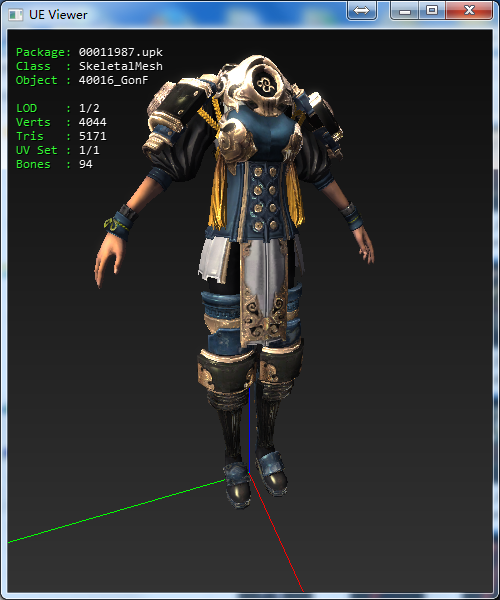 UE Viewer
Package: 00011987.upk
Class : SkeletalMesh
Object : 40016_GonF
LOD : 1/2
Verts : 4044
Tris : 5171
UV Set : 1/1
Bones : 94